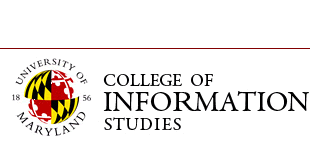 UNIVERSITY OF
18 56
MARYLAND
COLLEGE OF
INFORMATION
STUDIES